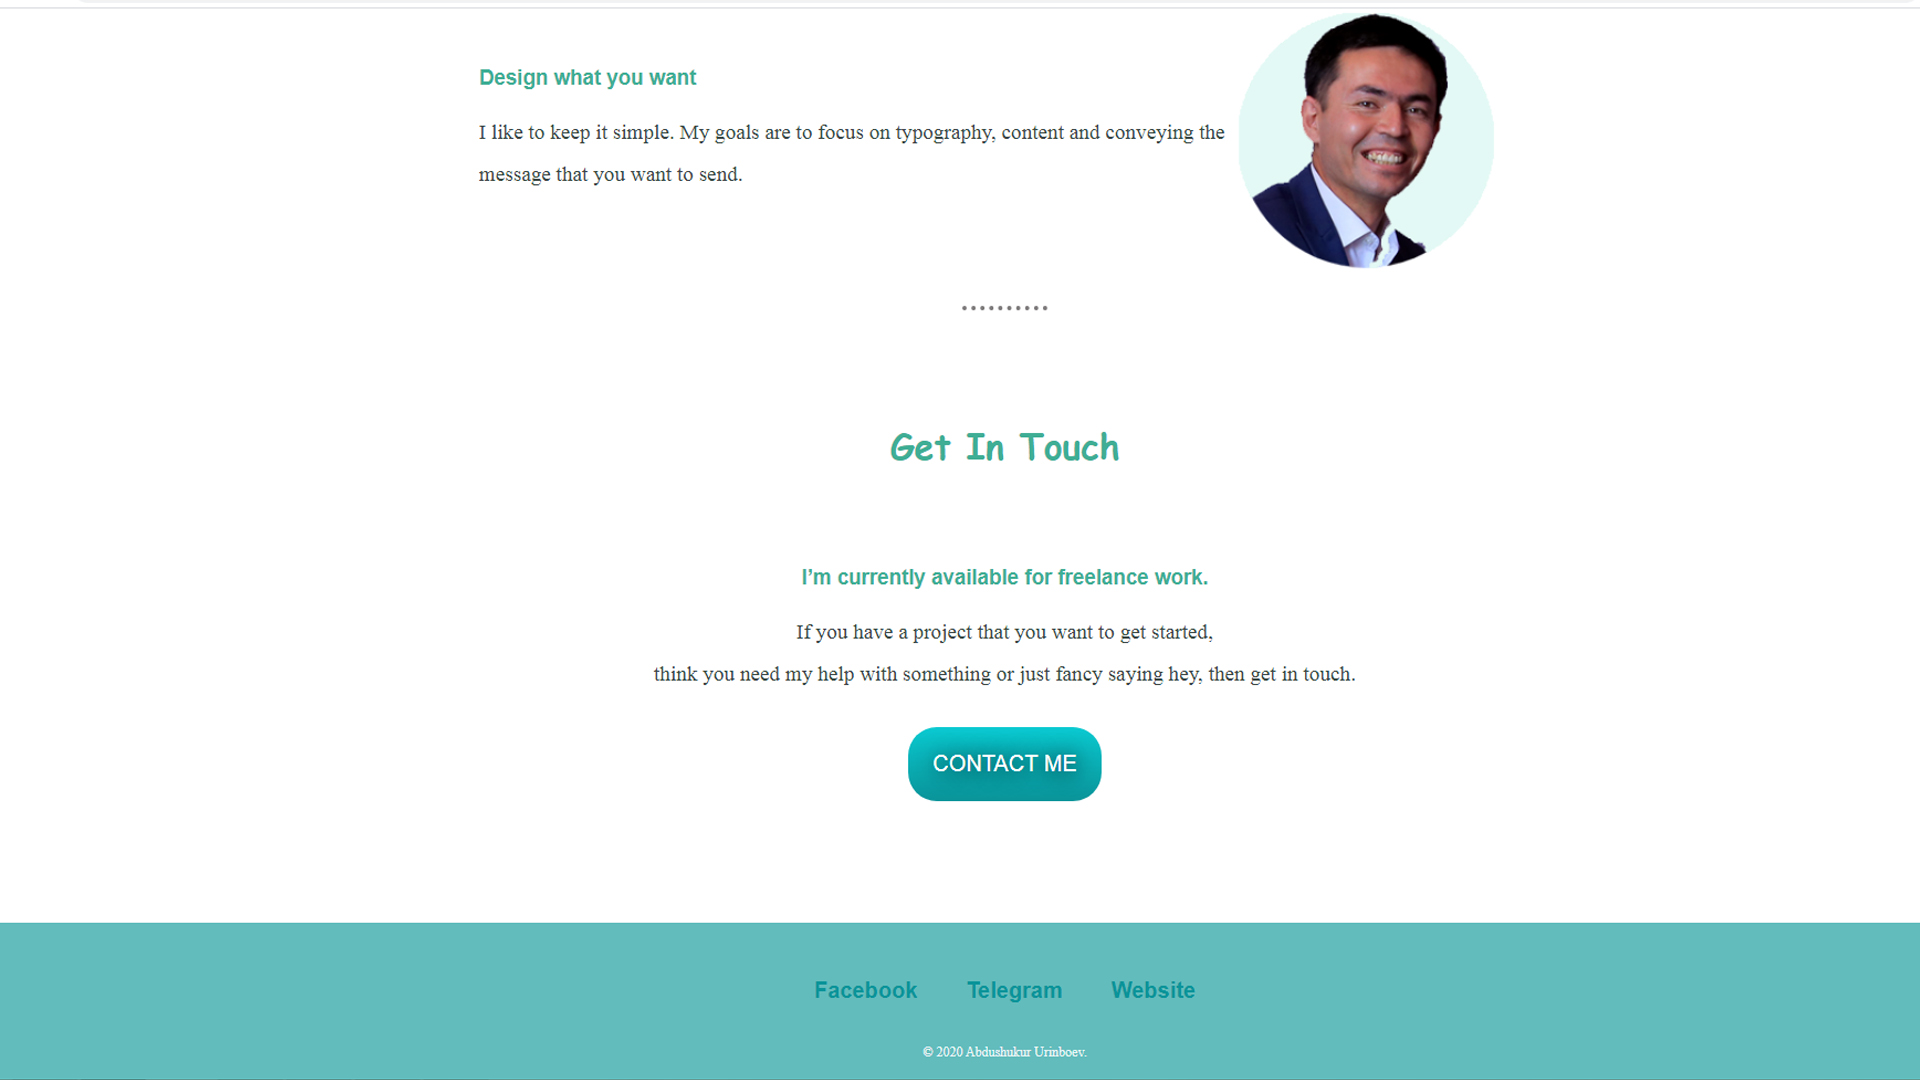 Design what you want
I like to keep it simple. My goals are to focus on typography, content and conveying the
message that you want to send.
Get In Touch
I’m currently available for freelance work.
If you have a project that you want to get started,
think you need my help with something or just fancy saying hey, then get in touch.
CONTACT ME
Facebook Telegram Website
© 2020 Abdushukur Urinboev.